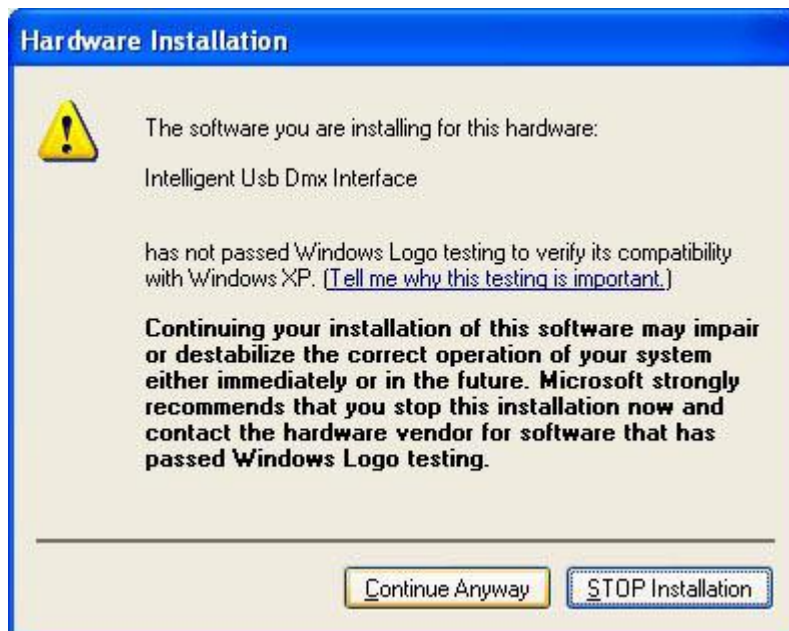 Hardware Installation
The software you are installing for this hardware:
Intelligent Usb Dmx Interface
has not passed Windows Logo testing to verify its compatibility
with Windows XP. (Tell me why this testing is important.)
Continuing your installation of this software may impair
or destabilize the correct operation of your system
either immediately or in the future. Microsoft strongly
recommends that you stop this installation now and
contact the hardware vendor for software that has
passed Windows Logo testing.
Continue Anyway STOP Installation